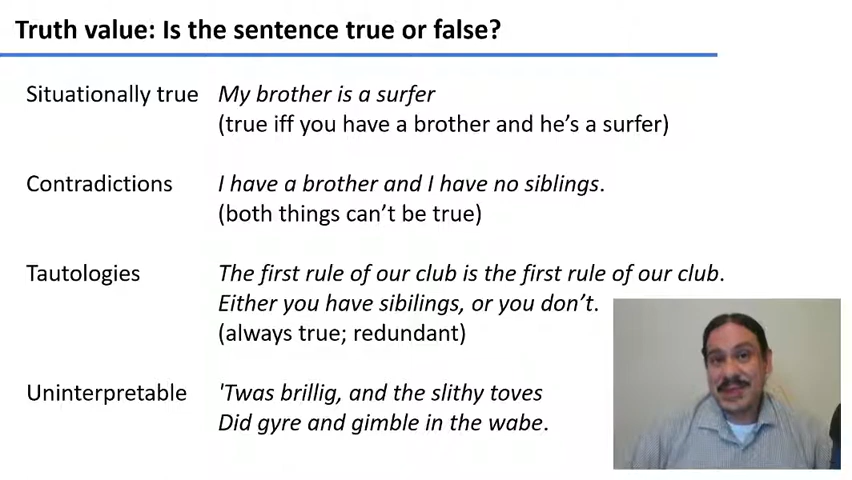 Truth value: Is the sentence true or false?
Situationally true My brother is a surfer
(true iff you have a brother and he's a surfer)
Contradictions I have a brother and I have no siblings.
(both things can't be true)
Tautologies The first rule of our club is the first rule of our club.
Either you have sibilings, or you don't.
(always true; redundant)
Uninterpretable 'Twas brillig, and the slithy toves
Did gyre and gimble in the wabe.